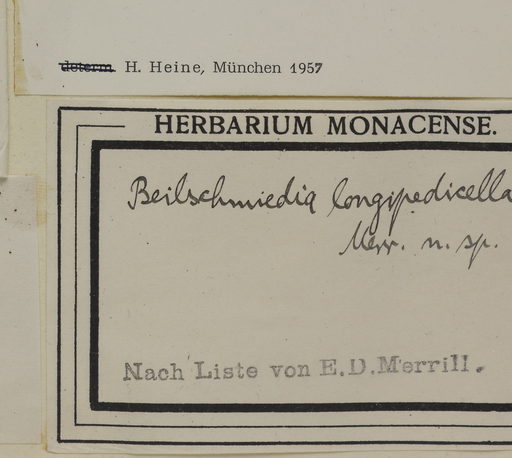 determ. H. Heine, München 1957
HERBARIUM MONACENSE.
Beilschmiedia longipedicella
Merr. n. sp.
Nach Liste von E.D.Merrill.